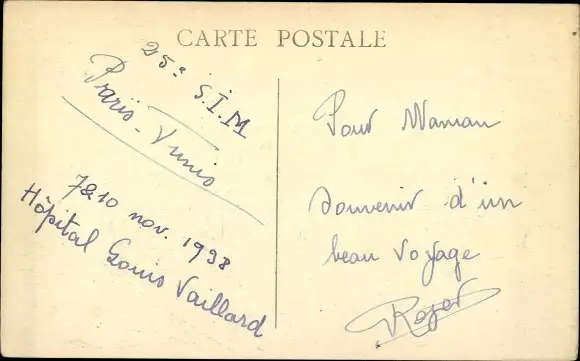 CARTE POSTALE
25e S.I.M
Paris - Tunis
7&10 nov. 1938
Hôpital Louis Vaillard
Pour Maman
souvenir d'un
beau voyage
Roger